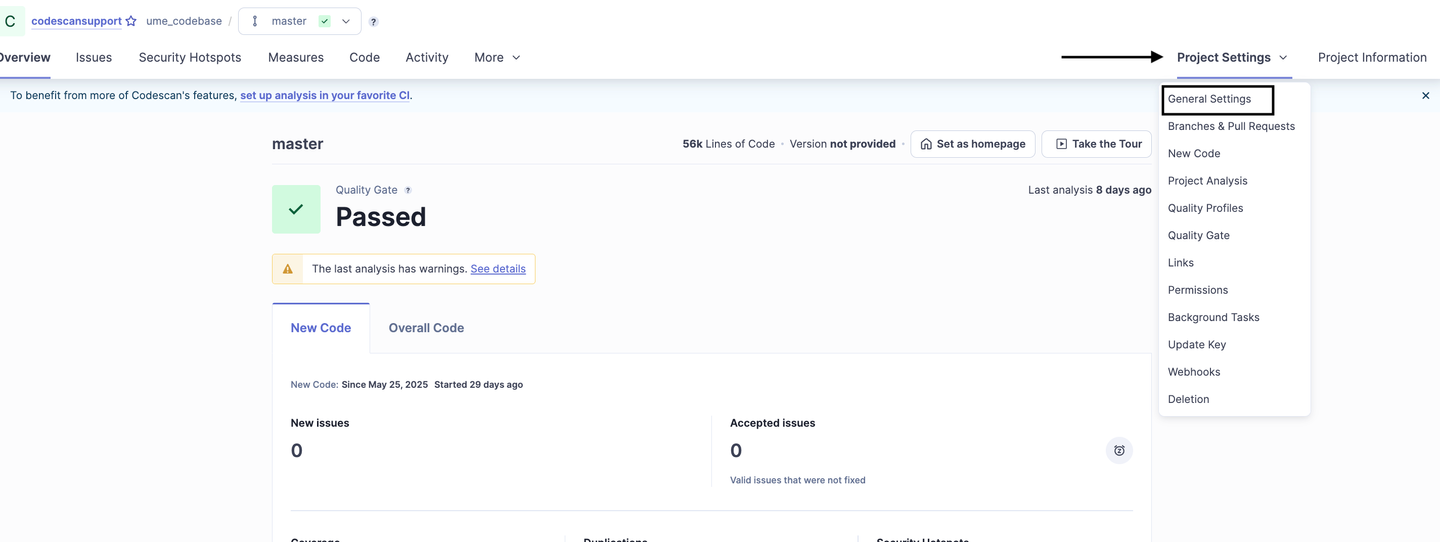 C codescansupport ume_codebase / master ?
Overview Issues Security Hotspots Measures Code Activity More Project Settings Project Information
To benefit from more of Codescan's features, set up analysis in your favorite CI.
General Settings
Branches & Pull Requests
New Code
Project Analysis
Quality Profiles
Quality Gate
Links
Permissions
Background Tasks
Update Key
Webhooks
Deletion
master 56k Lines of Code • Version not provided • Set as homepage Take the Tour
Quality Gate ? Last analysis 8 days ago
Passed
The last analysis has warnings. See details
New Code Overall Code
New Code: Since May 25, 2025 Started 29 days ago
New issues Accepted issues
0 0
Valid issues that were not fixed
Coverage Duplications Security Hotspots